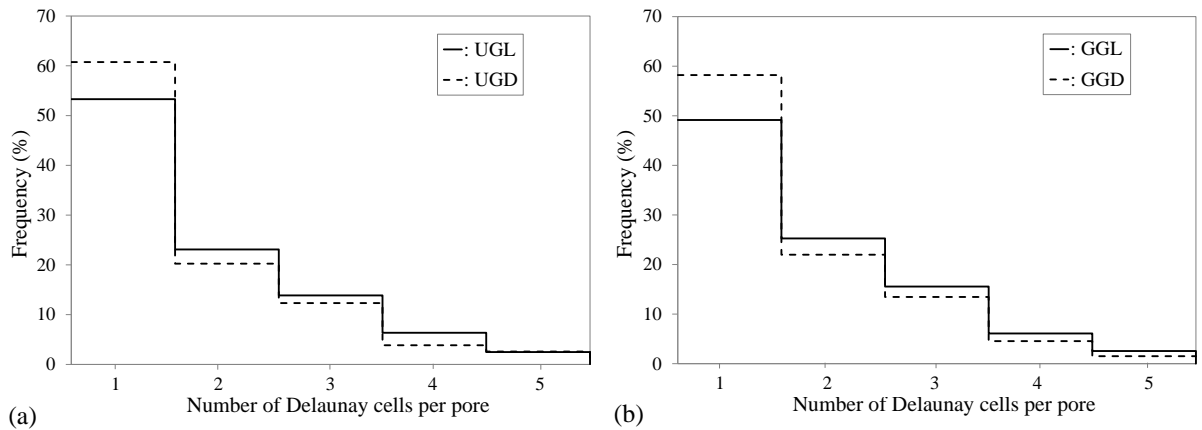 70
60
50
40
30
20
10
0
Frequency (%)
: UGL
: UGD
1 2 3 4 5
Number of Delaunay cells per pore
(a)
70
60
50
40
30
20
10
0
Frequency (%)
: GGL
: GGD
1 2 3 4 5
Number of Delaunay cells per pore
(b)